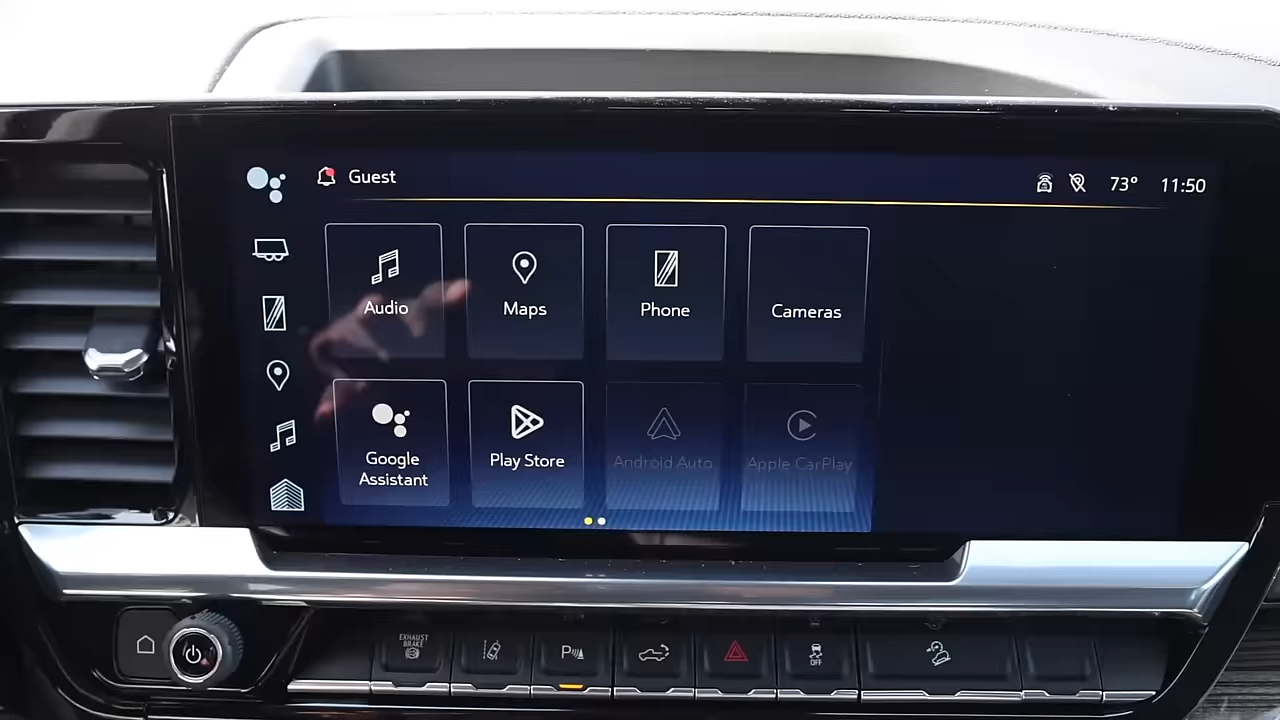 Guest
73° 11:50
Audio
Maps
Phone
Cameras
Google
Assistant
Play Store
Android Auto
Apple CarPlay
EXHAUST
BRAKE
P
OFF